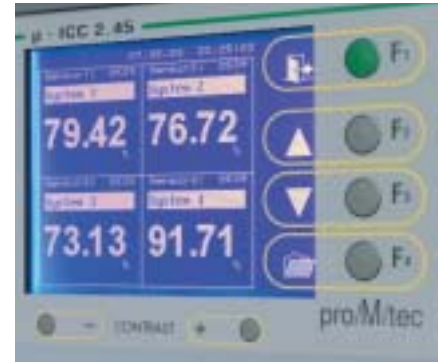 µ - ICC 2.45
System 1 System 2
79.42 76.72
% %
System 3 System 4
73.13 91.71
% %
F1
F2
F3
F4
- CONTRAST +
pro/M/tec